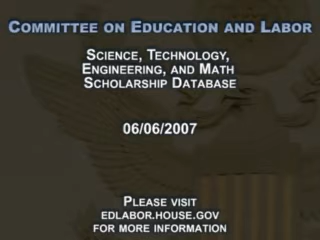 Committee on Education and Labor
Science, Technology,
Engineering, and Math
Scholarship Database
06/06/2007
Please visit
edlabor.house.gov
for more information